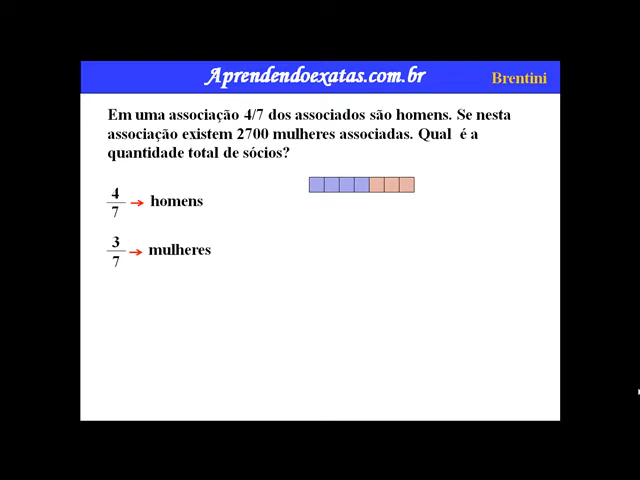 Aprendendoexatas.com.br
Brentini
Em uma associação 4/7 dos associados são homens. Se nesta
associação existem 2700 mulheres associadas. Qual é a
quantidade total de sócios?
4
7
homens
3
7
mulheres